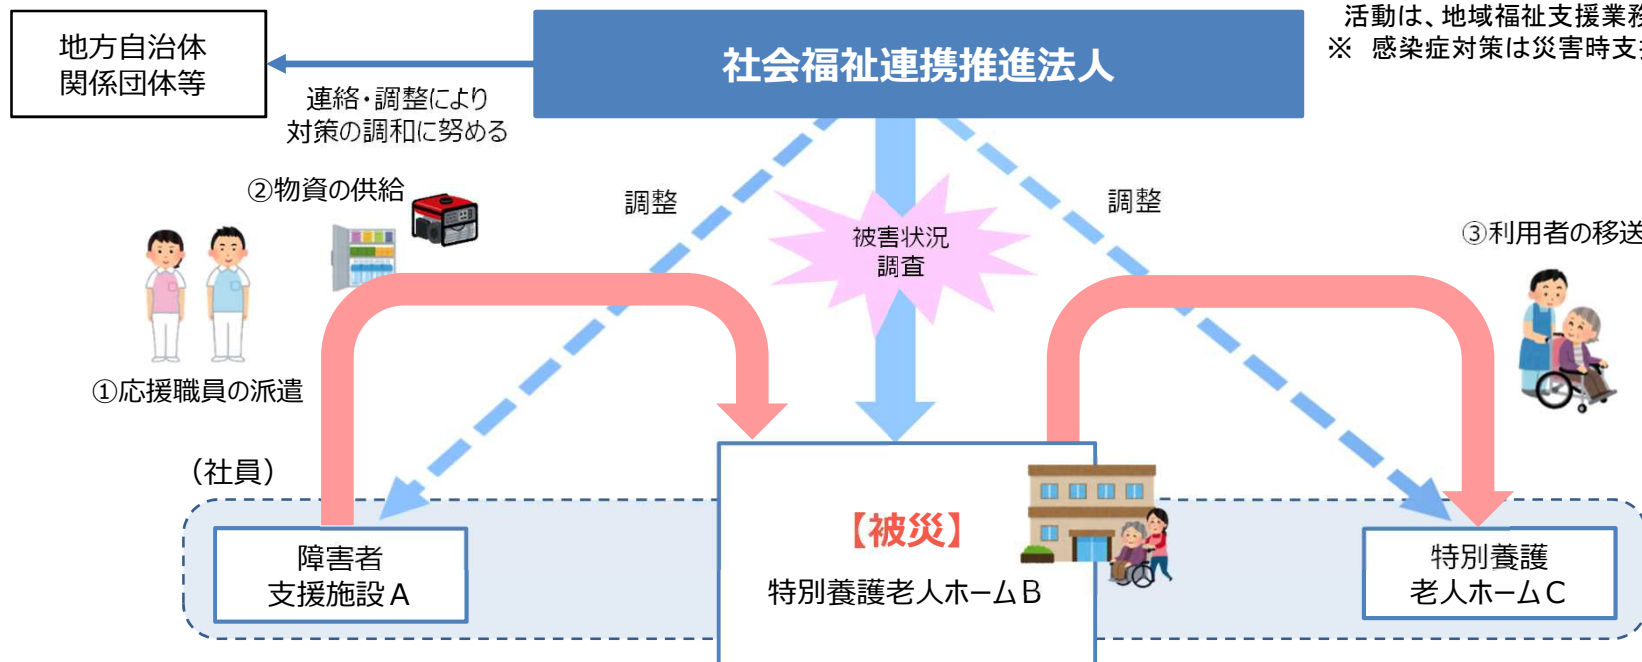 活動は、地域福祉支援業務
※ 感染症対策は災害時支
地方自治体
関係団体等
社会福祉連携推進法人
連絡・調整により
対策の調和に努める
②物資の供給
調整
被害状況
調査
調整
③利用者の移送
①応援職員の派遣
（社員）
障害者
支援施設A
【被災】
特別養護老人ホームB
特別養護
老人ホームC